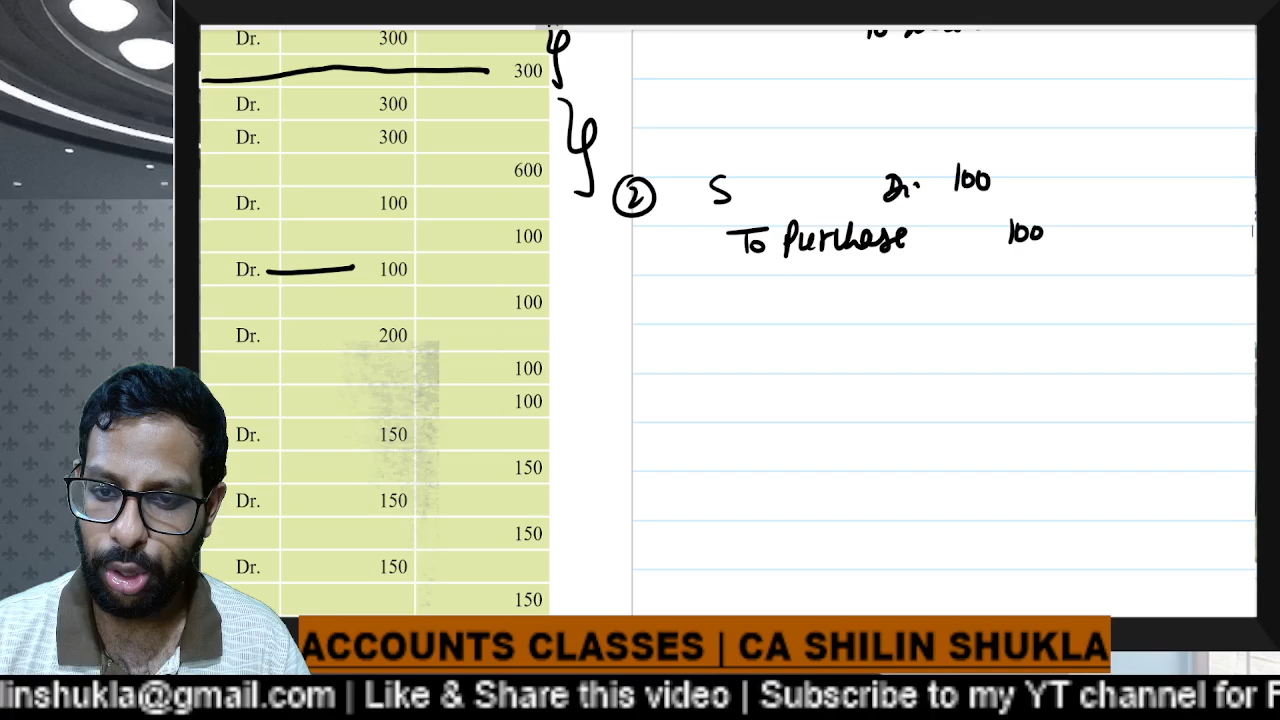 Dr. 300
300
Dr. 300
Dr. 300
600
Dr. 100
100
Dr. 100
100
Dr. 200
100
100
Dr. 150
150
Dr. 150
150
Dr. 150
150
To
2 S Dr. 100
To Purchase 100
ACCOUNTS CLASSES | CA SHILIN SHUKLA
linshukla@gmail.com | Like & Share this video | Subscribe to my YT channel for F